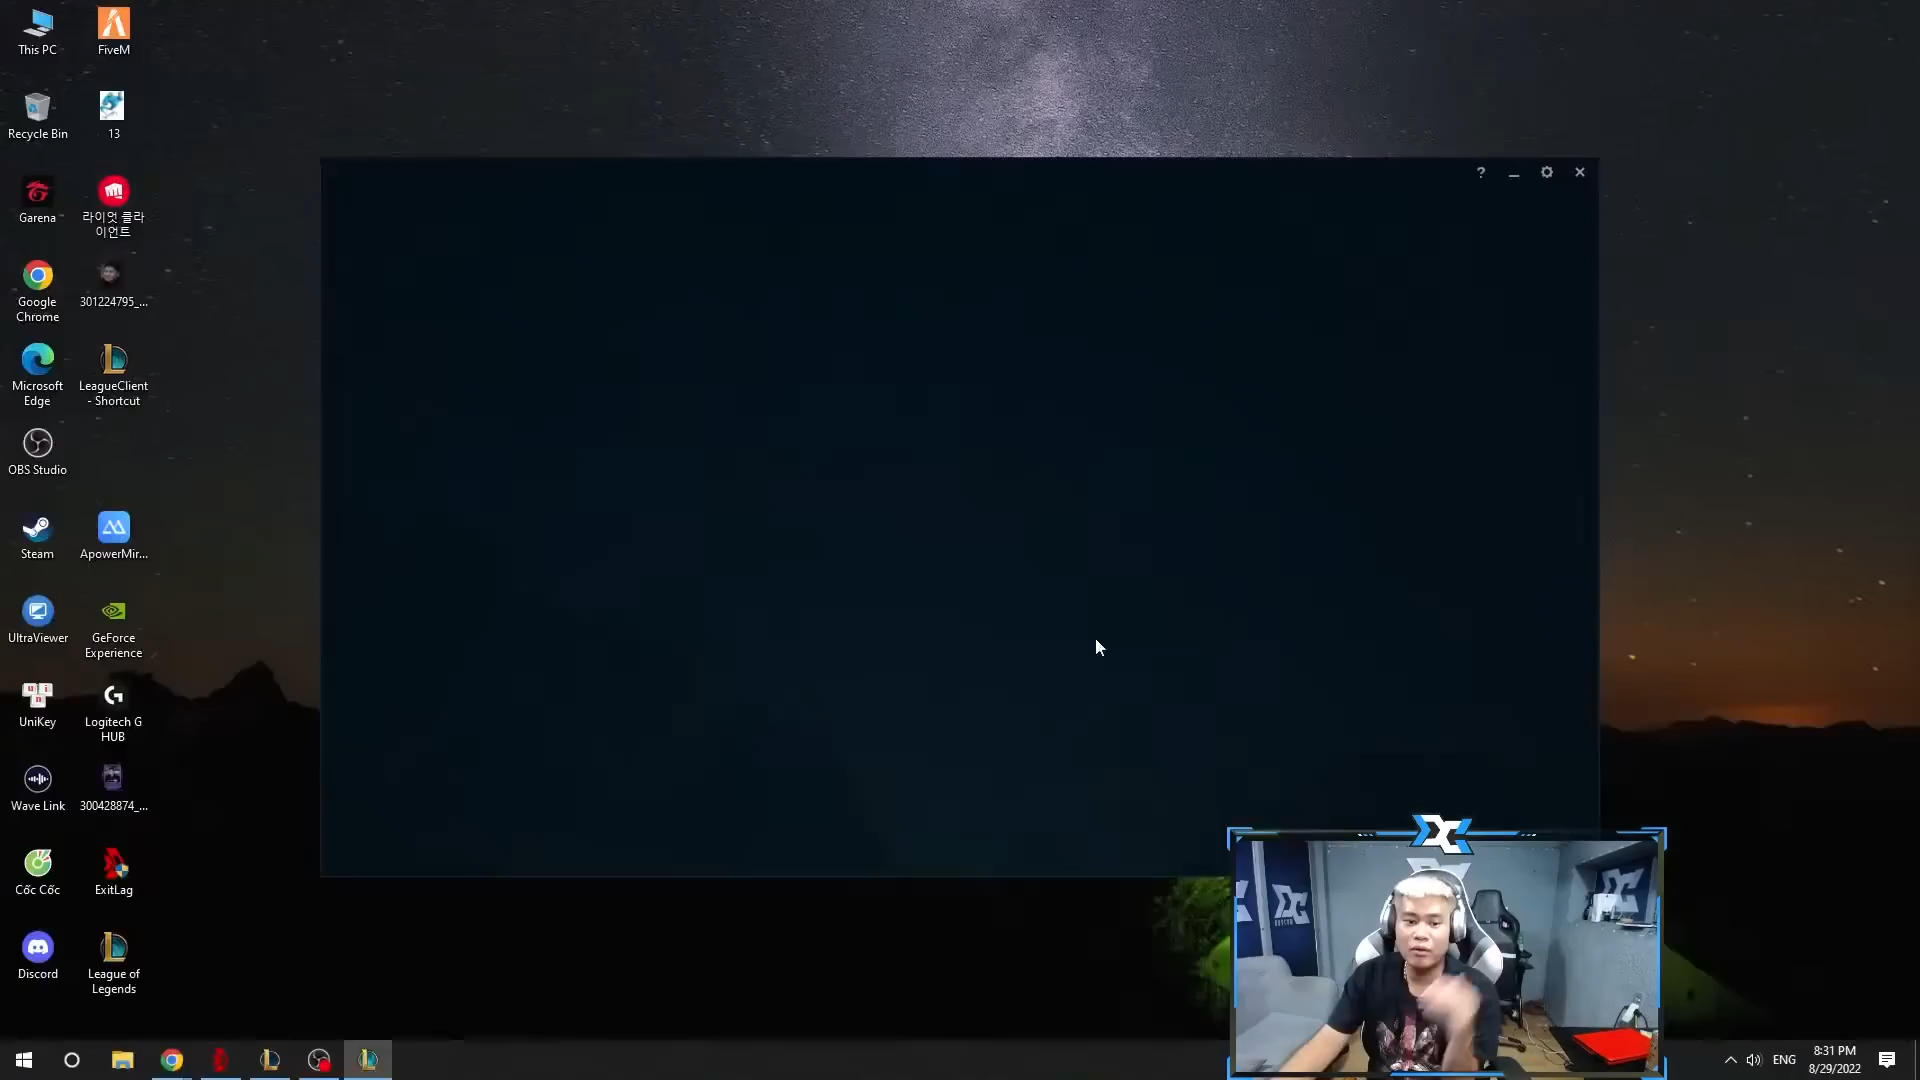 This PC
FiveM
Recycle Bin
13
Garena
라이엇 클라
이언트
Google
Chrome
301224795_...
Microsoft
Edge
LeagueClient
- Shortcut
OBS Studio
Steam
ApowerMir...
UltraViewer
GeForce
Experience
UniKey
Logitech G
HUB
Wave Link
300428874_...
Cốc Cốc
ExitLag
Discord
League of
Legends
?
ENG
8:31 PM
8/29/2022